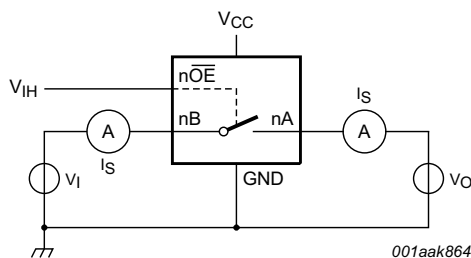 VCC
nOE
VIH
nB
nA
IS
A
A
IS
GND
VI
VO
001aak864